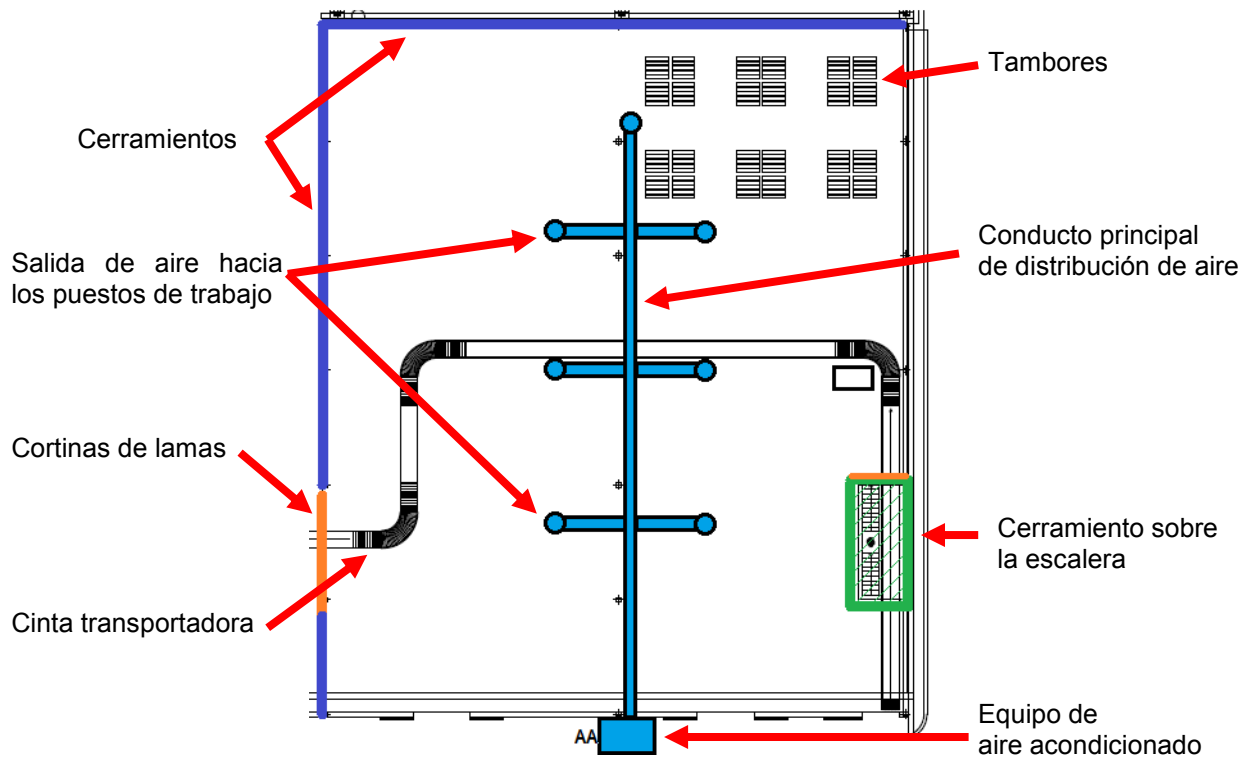 Tambores
Cerramientos
Salida de aire hacia
los puestos de trabajo
Conducto principal
de distribución de aire
Cortinas de lamas
Cerramiento sobre
la escalera
Cinta transportadora
Equipo de
aire acondicionado
AA